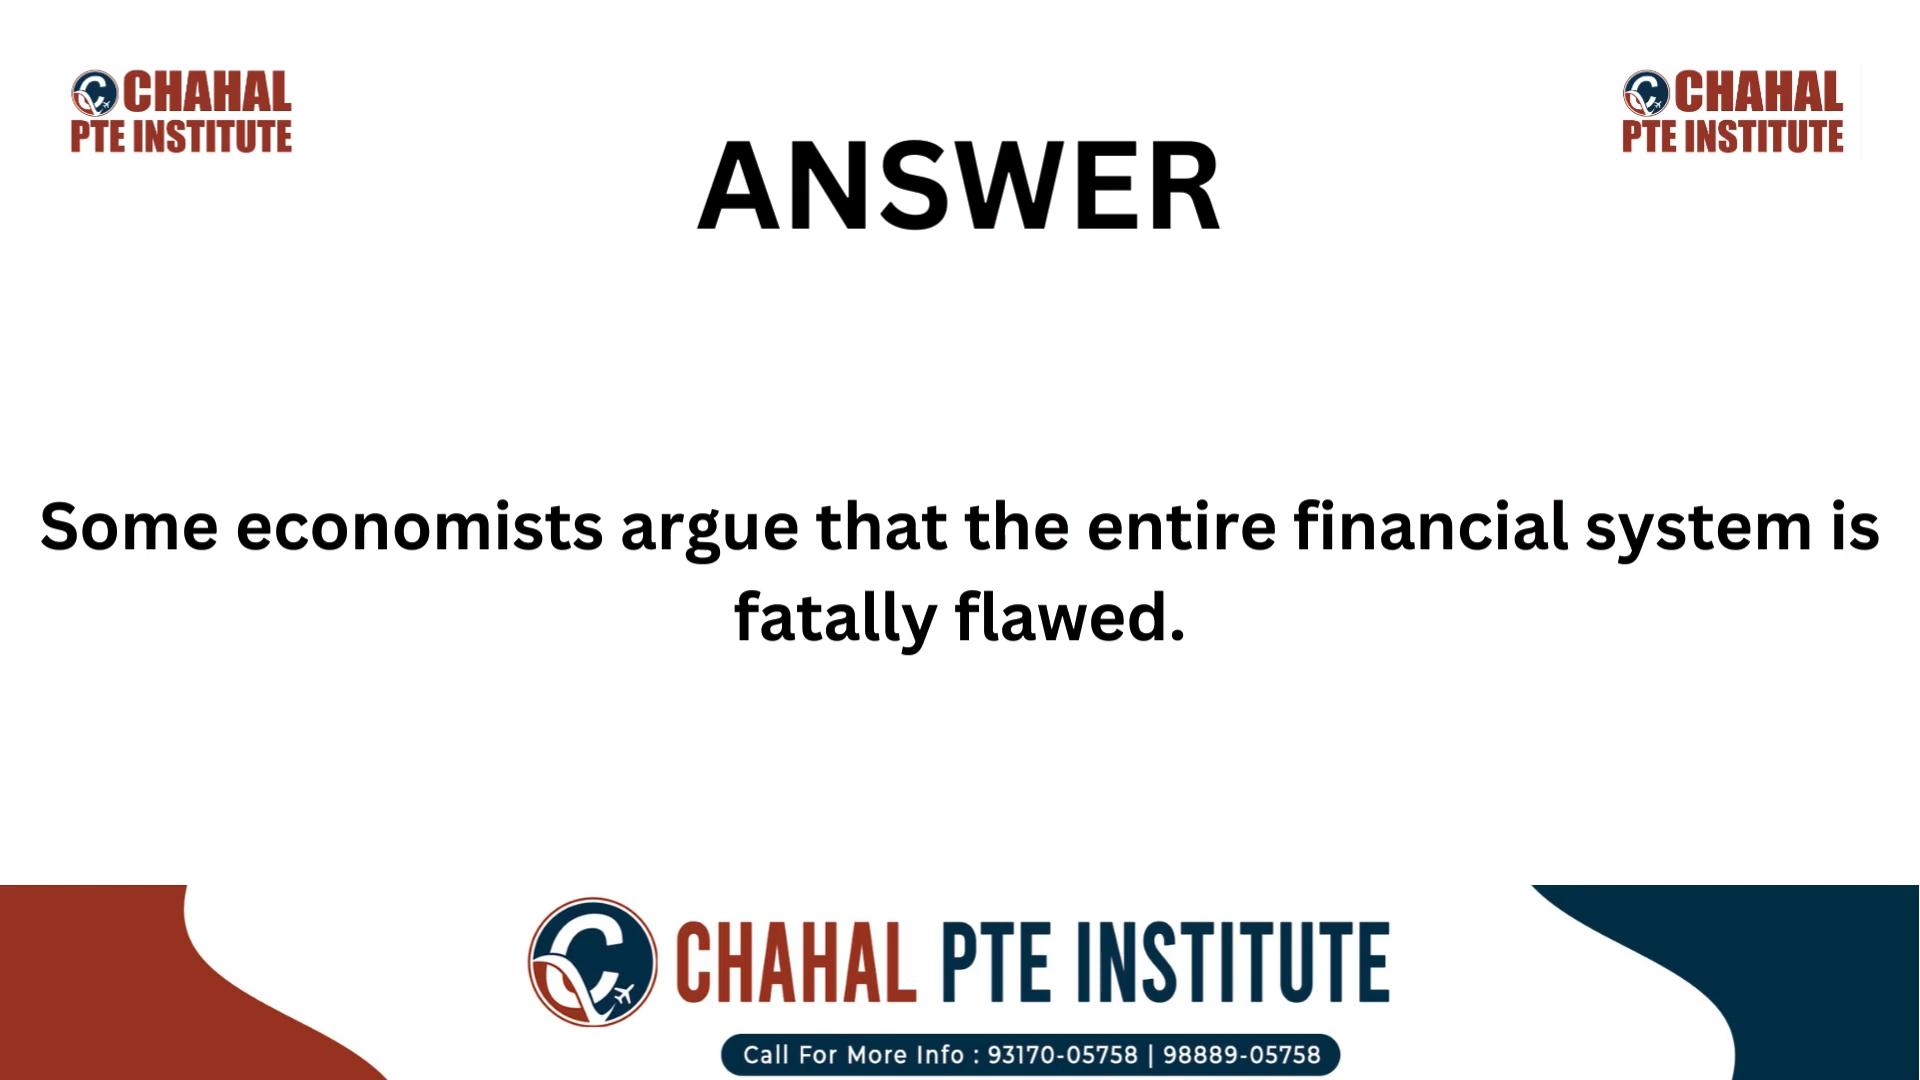 CHAHAL
PTE INSTITUTE
CHAHAL
PTE INSTITUTE
ANSWER
Some economists argue that the entire financial system is
fatally flawed.
CHAHAL PTE INSTITUTE
Call For More Info : 93170-05758 | 98889-05758